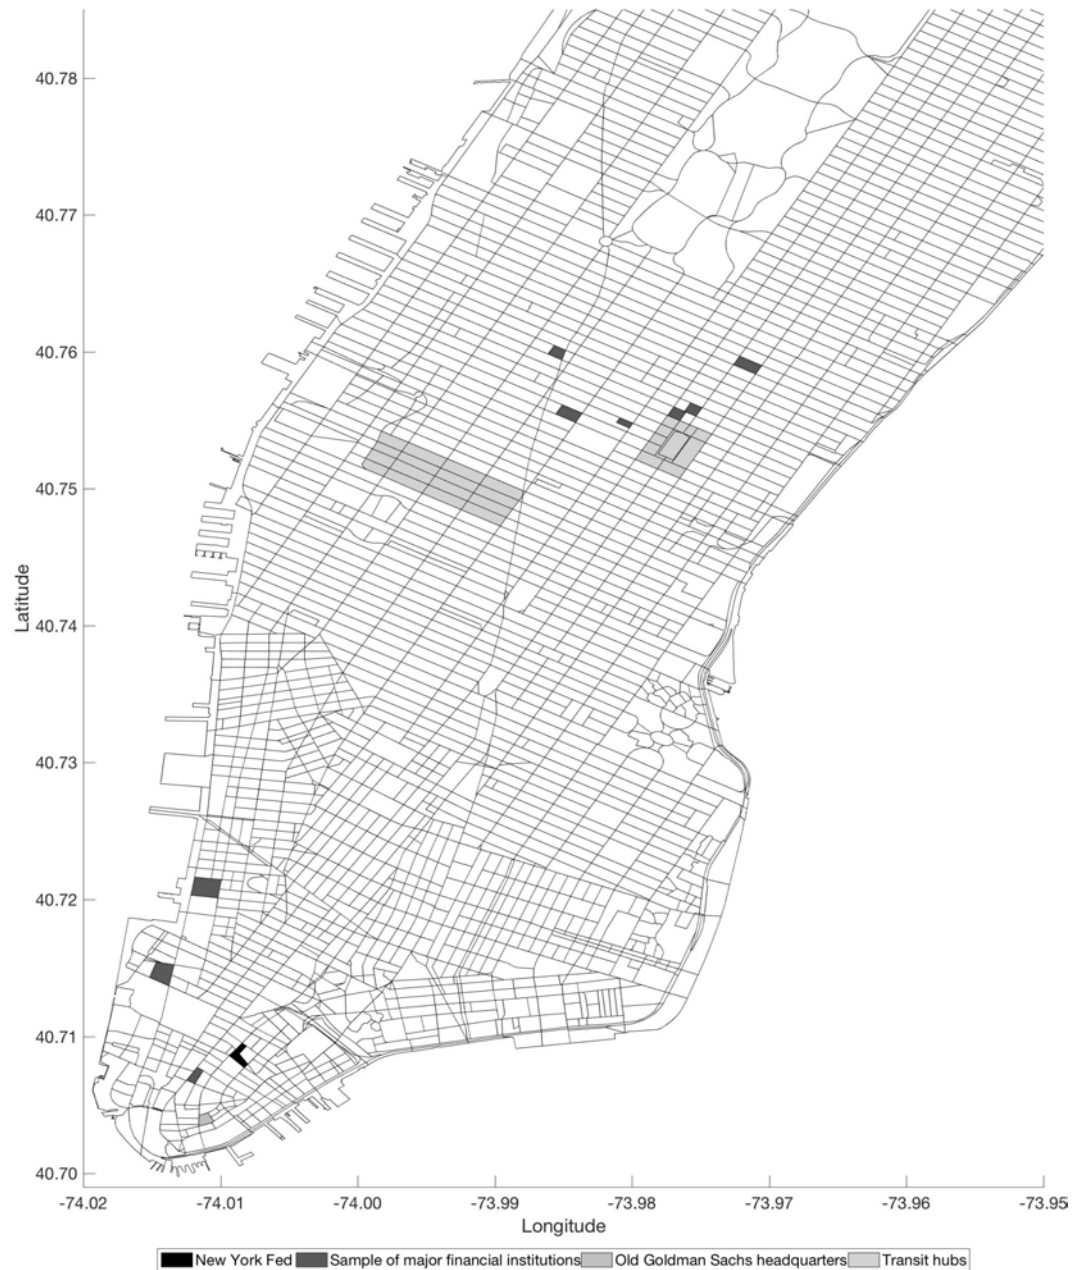 40.78
40.77
40.76
40.75
40.74
40.73
40.72
40.71
40.70
Latitude
-74.02 -74.01 -74.00 -73.99 -73.98 -73.97 -73.96 -73.95
Longitude
New York Fed Sample of major financial institutions Old Goldman Sachs headquarters Transit hubs